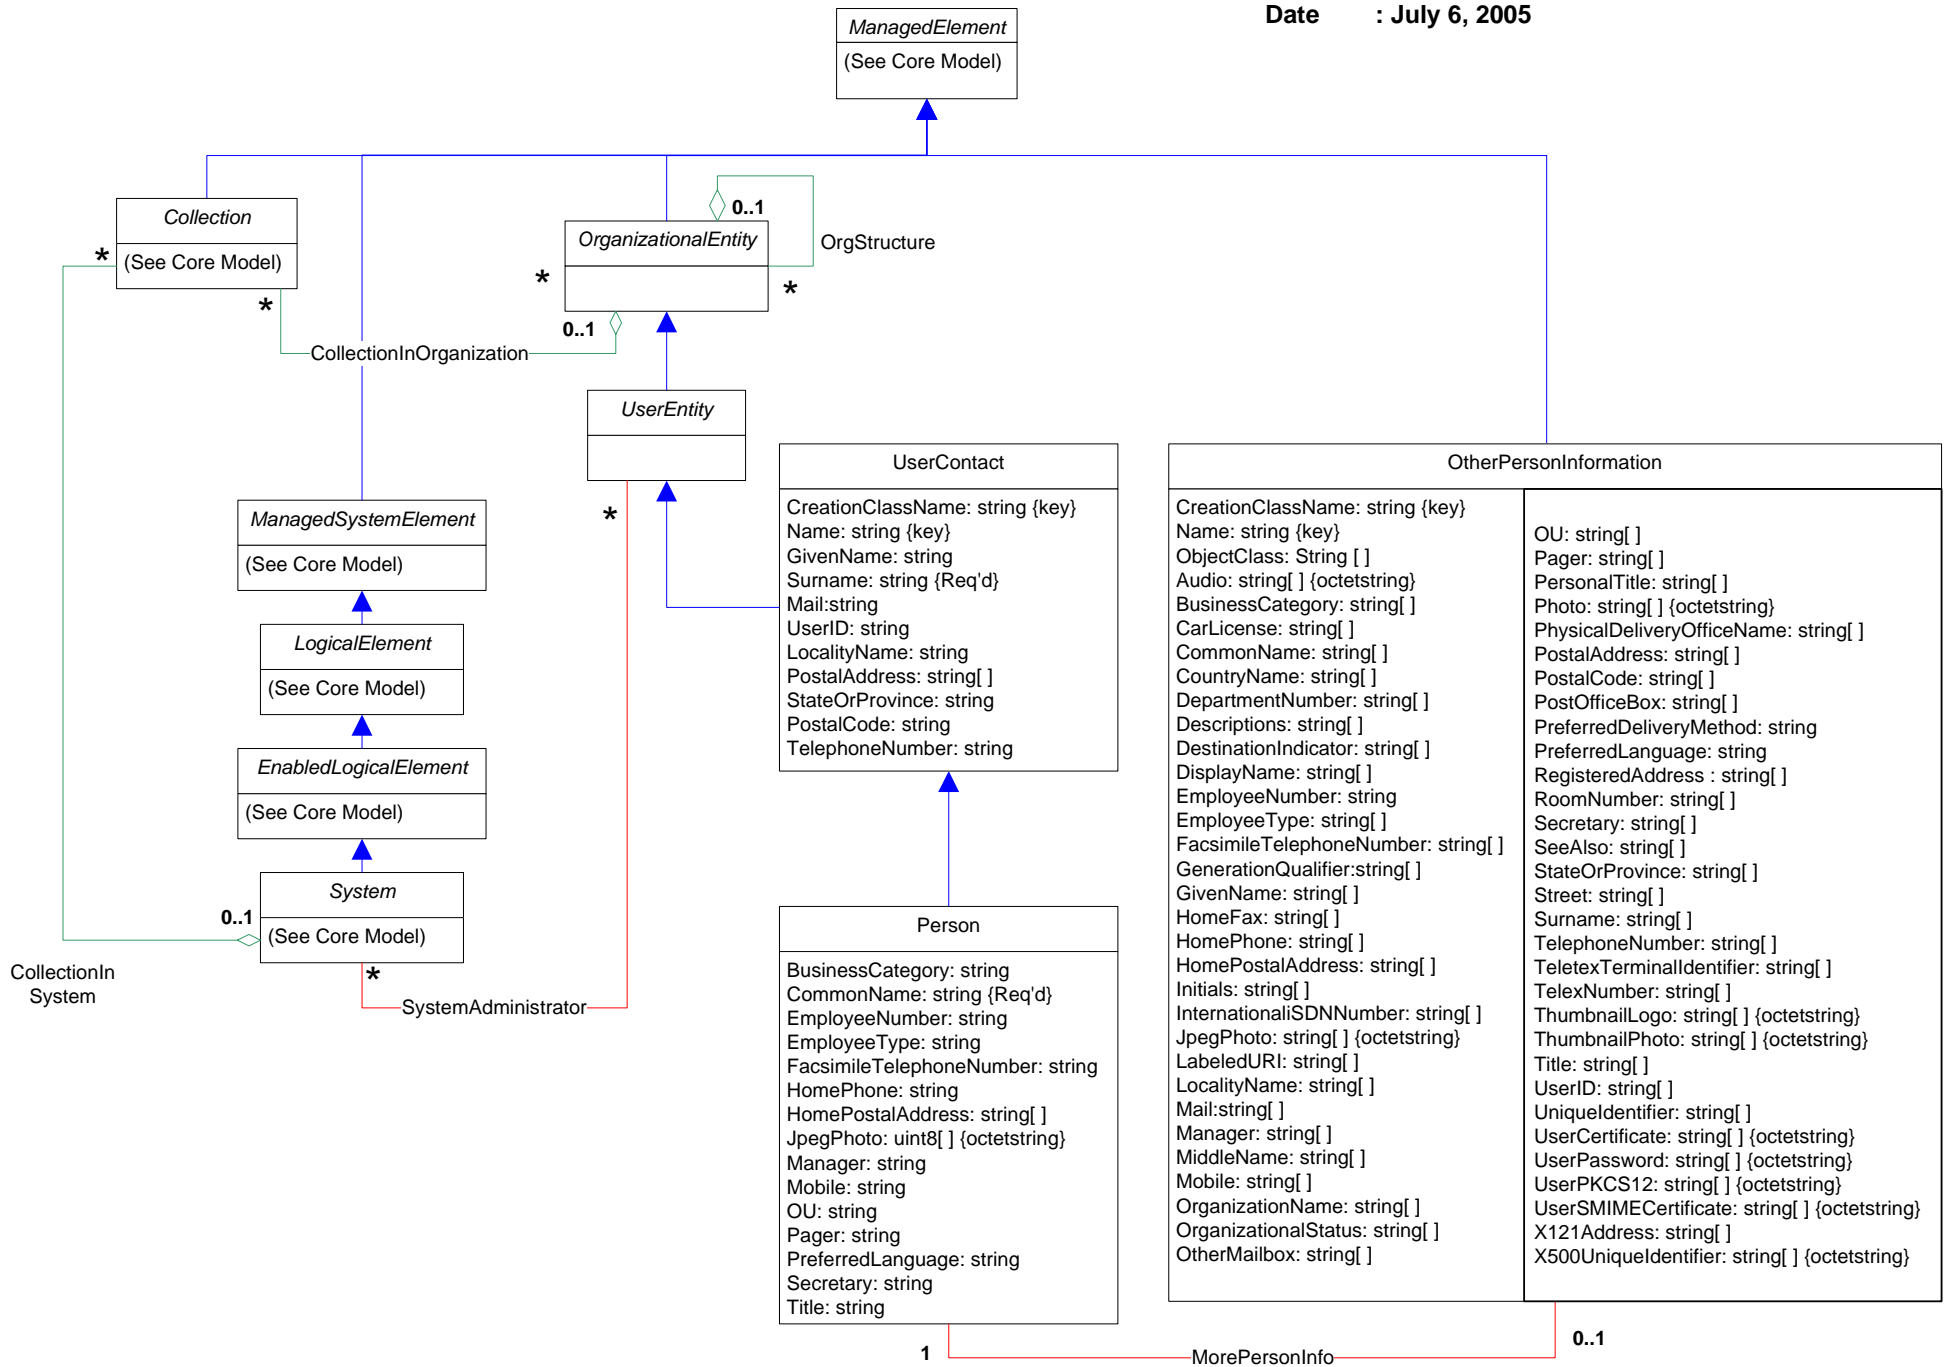 Date : July 6, 2005
ManagedElement
(See Core Model)
Collection
(See Core Model)
*
*
0..1
OrganizationalEntity
OrgStructure
*
*
0..1
CollectionInOrganization
UserEntity
*
ManagedSystemElement
(See Core Model)
LogicalElement
(See Core Model)
EnabledLogicalElement
(See Core Model)
System
(See Core Model)
0..1
*
CollectionIn
System
SystemAdministrator
UserContact
CreationClassName: string {key}
Name: string {key}
GivenName: string
Surname: string {Req'd}
Mail:string
UserID: string
LocalityName: string
PostalAddress: string[ ]
StateOrProvince: string
PostalCode: string
TelephoneNumber: string
Person
BusinessCategory: string
CommonName: string {Req'd}
EmployeeNumber: string
EmployeeType: string
FacsimileTelephoneNumber: string
HomePhone: string
HomePostalAddress: string[ ]
JpegPhoto: uint8[ ] {octetstring}
Manager: string
Mobile: string
OU: string
Pager: string
PreferredLanguage: string
Secretary: string
Title: string
OtherPersonInformation
CreationClassName: string {key}
Name: string {key}
ObjectClass: String [ ]
Audio: string[ ] {octetstring}
BusinessCategory: string[ ]
CarLicense: string[ ]
CommonName: string[ ]
CountryName: string[ ]
DepartmentNumber: string[ ]
Descriptions: string[ ]
DestinationIndicator: string[ ]
DisplayName: string[ ]
EmployeeNumber: string
EmployeeType: string[ ]
FacsimileTelephoneNumber: string[ ]
GenerationQualifier:string[ ]
GivenName: string[ ]
HomeFax: string[ ]
HomePhone: string[ ]
HomePostalAddress: string[ ]
Initials: string[ ]
InternationaliSDNNumber: string[ ]
JpegPhoto: string[ ] {octetstring}
LabeledURI: string[ ]
LocalityName: string[ ]
Mail:string[ ]
Manager: string[ ]
MiddleName: string[ ]
Mobile: string[ ]
OrganizationName: string[ ]
OrganizationalStatus: string[ ]
OtherMailbox: string[ ]
OU: string[ ]
Pager: string[ ]
PersonalTitle: string[ ]
Photo: string[ ] {octetstring}
PhysicalDeliveryOfficeName: string[ ]
PostalAddress: string[ ]
PostalCode: string[ ]
PostOfficeBox: string[ ]
PreferredDeliveryMethod: string
PreferredLanguage: string
RegisteredAddress : string[ ]
RoomNumber: string[ ]
Secretary: string[ ]
SeeAlso: string[ ]
StateOrProvince: string[ ]
Street: string[ ]
Surname: string[ ]
TelephoneNumber: string[ ]
TeletexTerminalIdentifier: string[ ]
TelexNumber: string[ ]
ThumbnailLogo: string[ ] {octetstring}
ThumbnailPhoto: string[ ] {octetstring}
Title: string[ ]
UserID: string[ ]
UniqueIdentifier: string[ ]
UserCertificate: string[ ] {octetstring}
UserPassword: string[ ] {octetstring}
UserPKCS12: string[ ] {octetstring}
UserSMIMECertificate: string[ ] {octetstring}
X121Address: string[ ]
X500UniqueIdentifier: string[ ] {octetstring}
1
MorePersonInfo
0..1